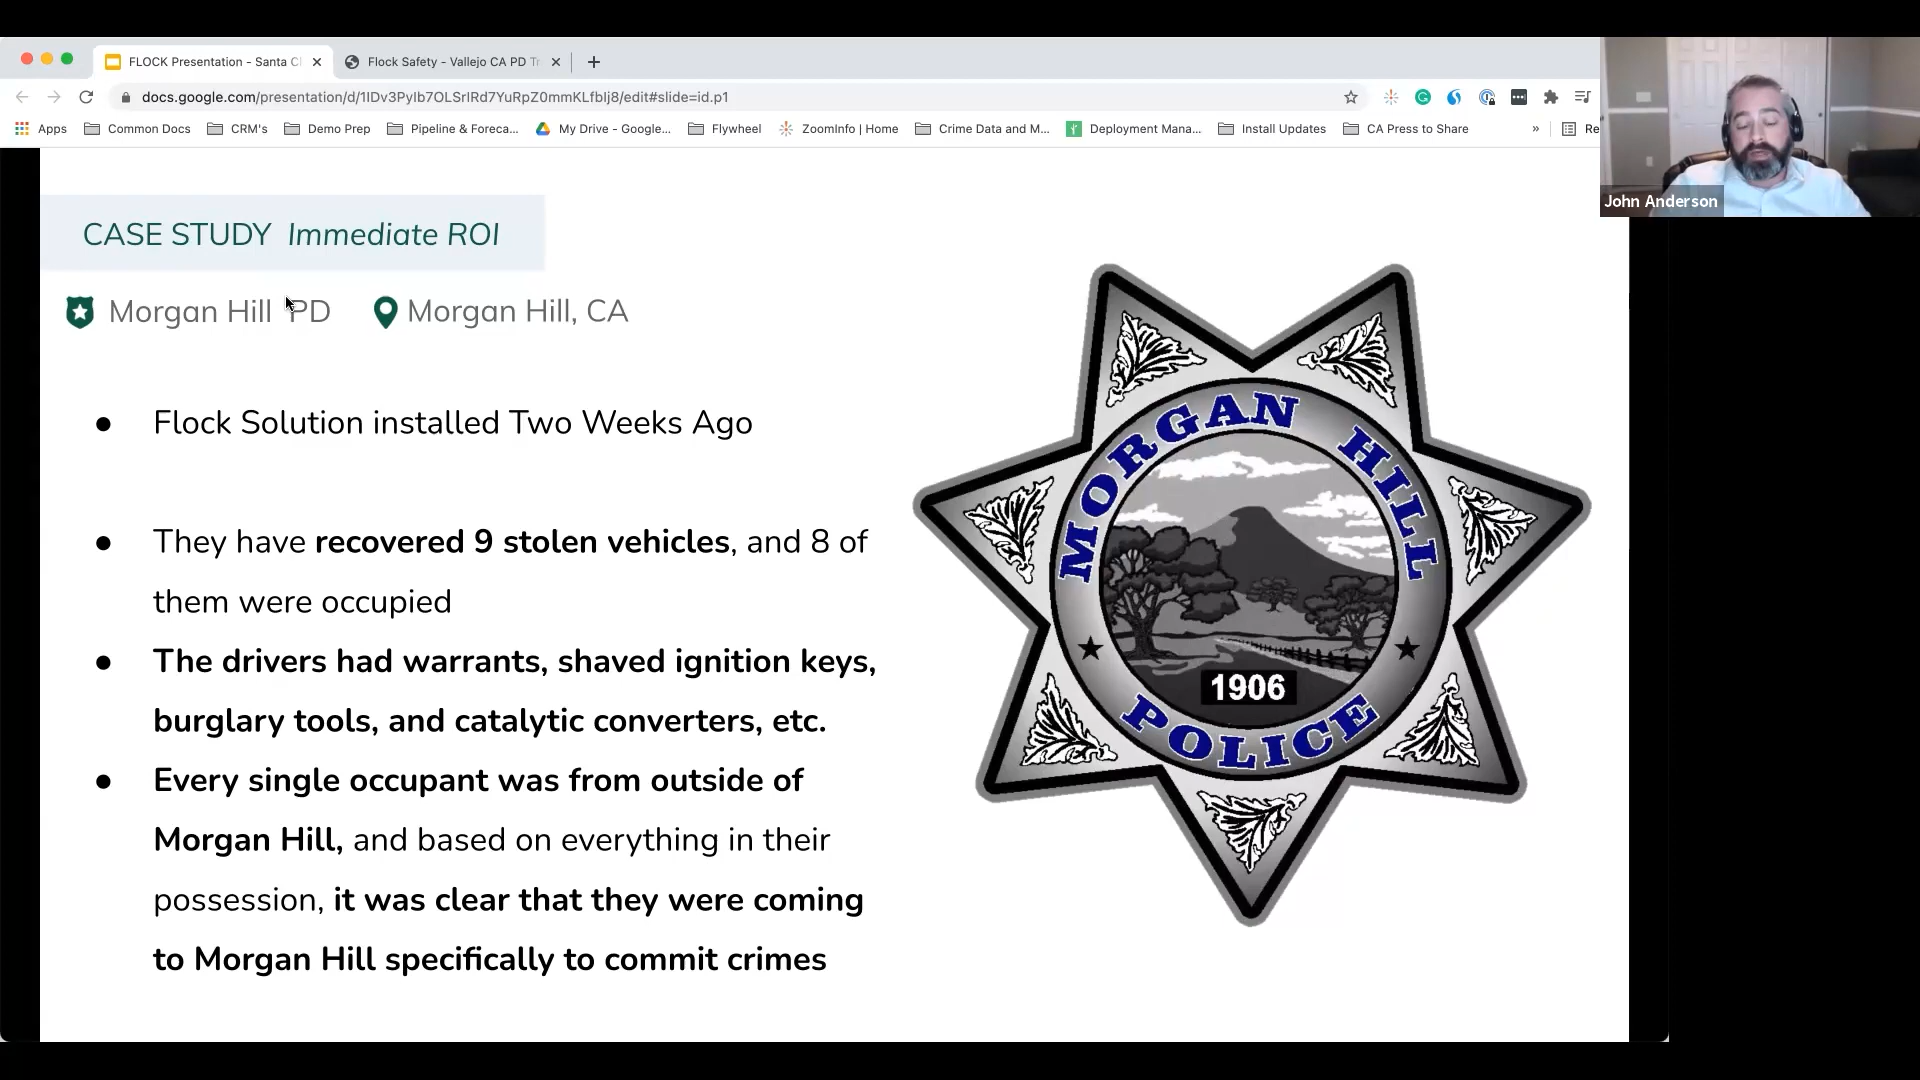 FLOCK Presentation - Santa Cl
Flock Safety - Vallejo CA PD Tr
docs.google.com/presentation/d/1IDv3PyIb7OLSrIRd7YuRpZ0mmKLfbIj8/edit#slide=id.p1
Apps Common Docs CRM's Demo Prep Pipeline & Foreca... My Drive - Google... Flywheel ZoomInfo | Home Crime Data and M... Deployment Mana... Install Updates CA Press to Share » Re
John Anderson
CASE STUDY Immediate ROI
Morgan Hill PD Morgan Hill, CA
● Flock Solution installed Two Weeks Ago
● They have recovered 9 stolen vehicles, and 8 of
them were occupied
● The drivers had warrants, shaved ignition keys,
burglary tools, and catalytic converters, etc.
● Every single occupant was from outside of
Morgan Hill, and based on everything in their
possession, it was clear that they were coming
to Morgan Hill specifically to commit crimes
MORGAN HILL
1906
POLICE